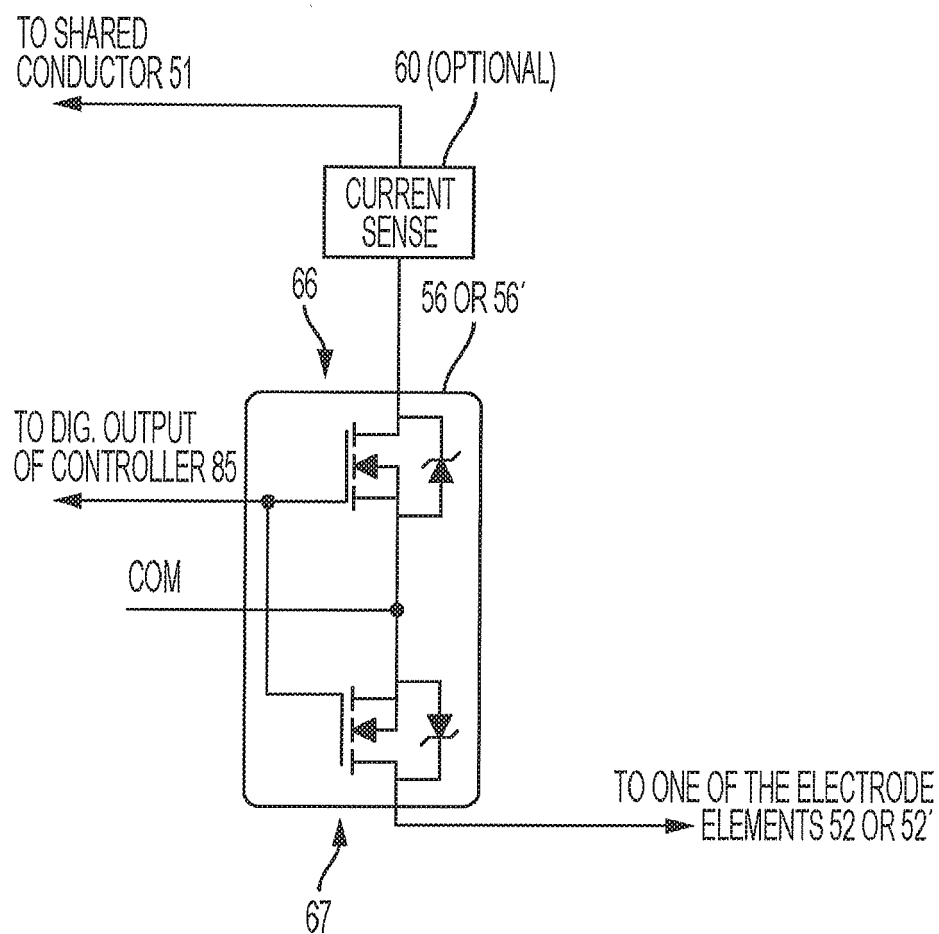 TO SHARED
CONDUCTOR 51
60 (OPTIONAL)
CURRENT
SENSE
66
56 OR 56′
TO DIG. OUTPUT
OF CONTROLLER 85
COM
TO ONE OF THE ELECTRODE
ELEMENTS 52 OR 52′
67